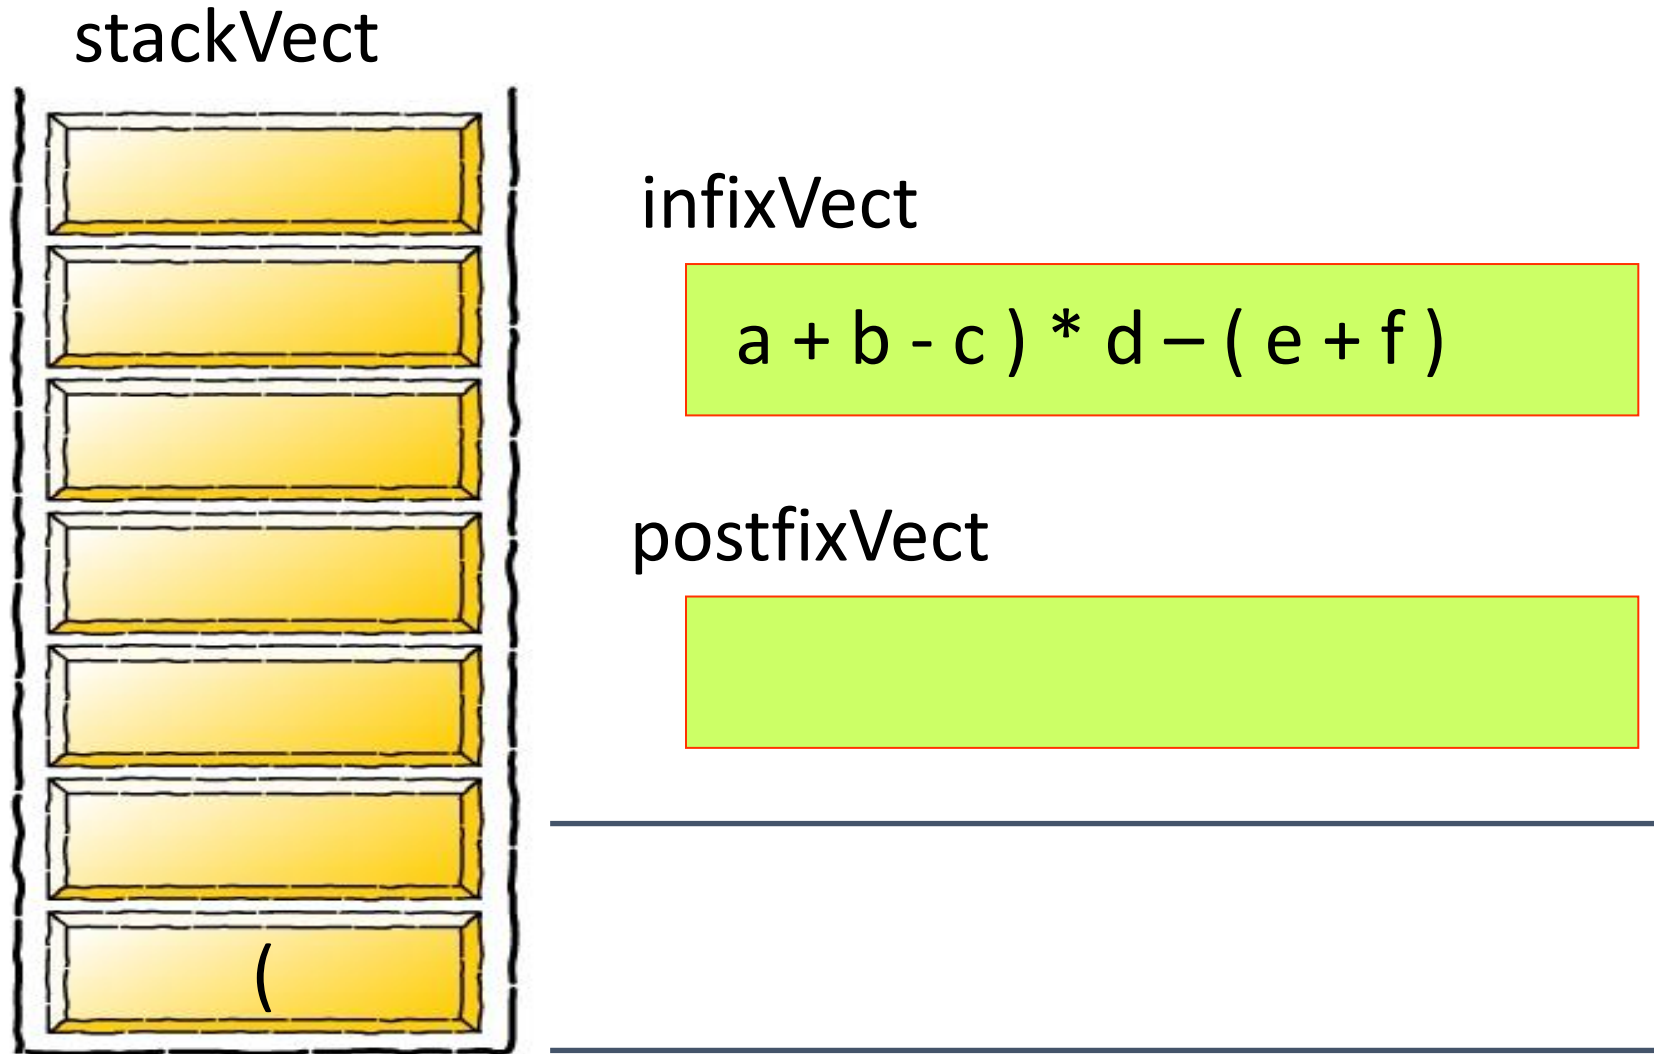 stackVect
infixVect
a + b - c ) * d – ( e + f )
postfixVect
(